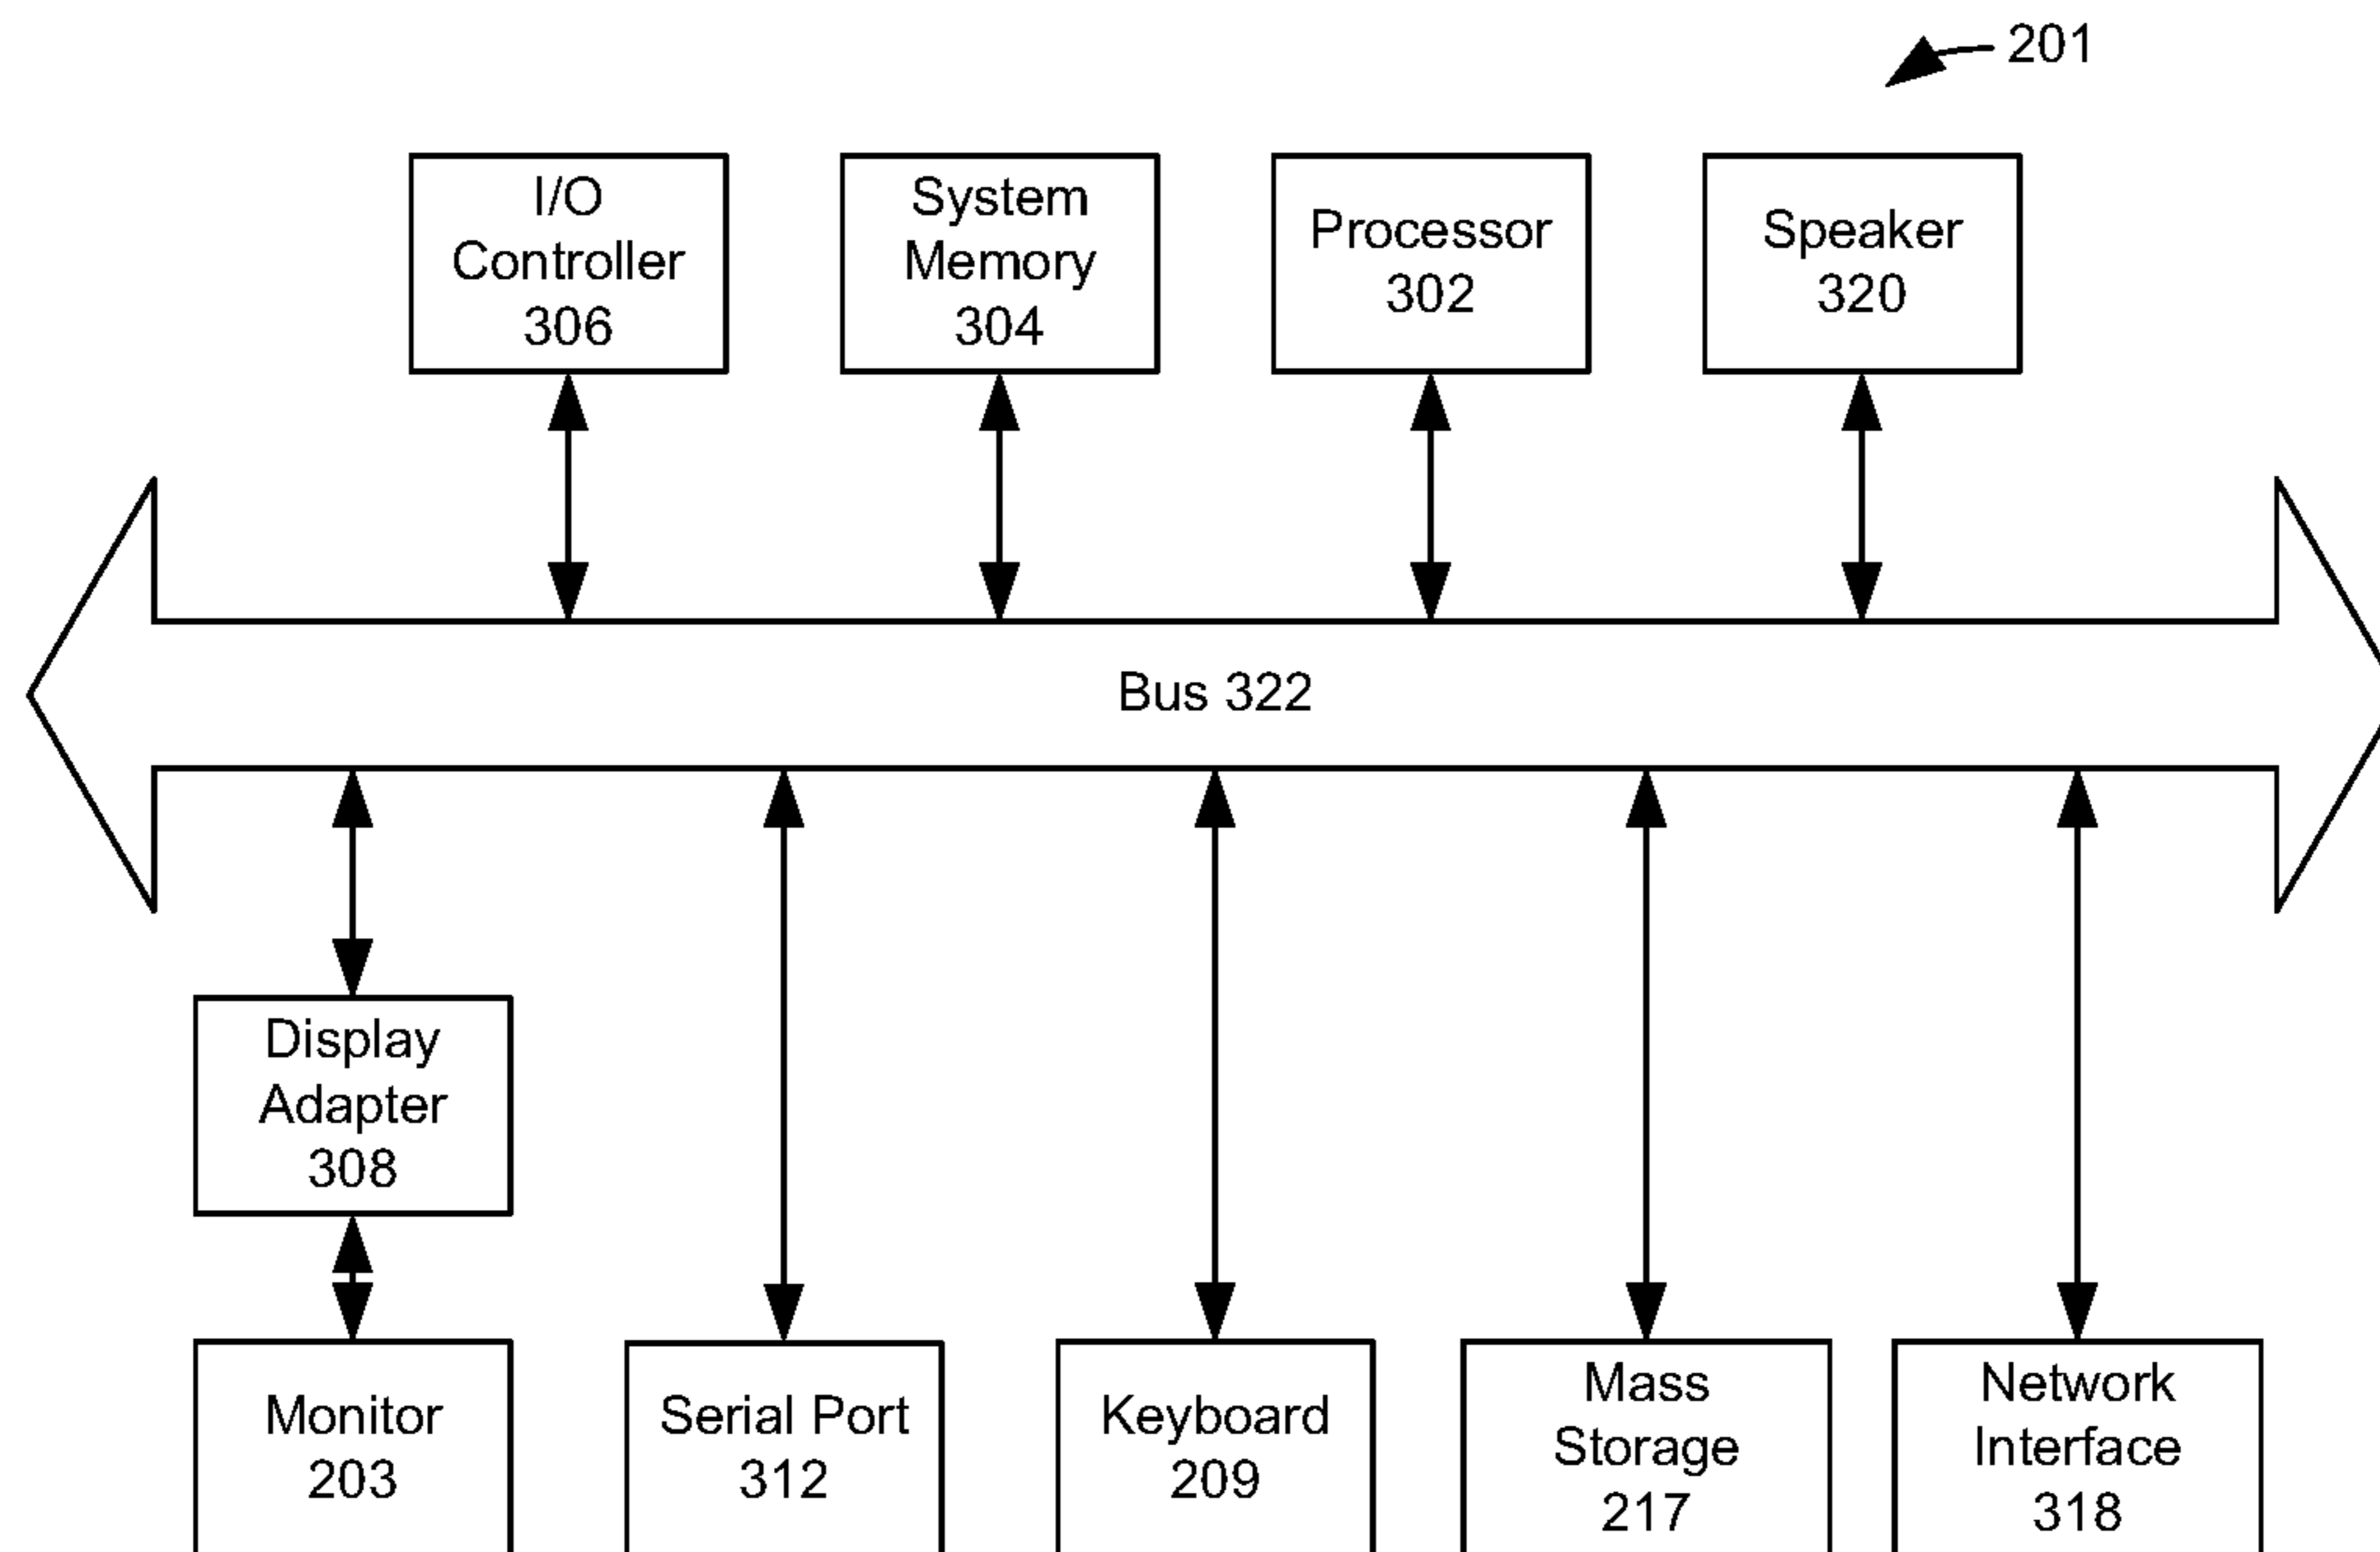 201
I/O
Controller
306
System
Memory
304
Processor
302
Speaker
320
Bus 322
Display
Adapter
308
Monitor
203
Serial Port
312
Keyboard
209
Mass
Storage
217
Network
Interface
318